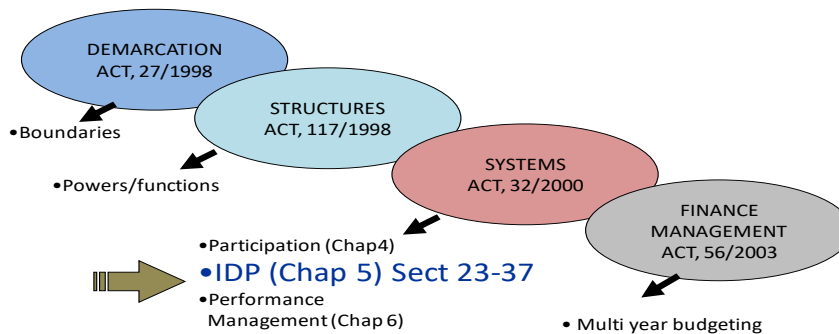 DEMARCATION
ACT, 27/1998
•Boundaries
STRUCTURES
ACT, 117/1998
•Powers/functions
SYSTEMS
ACT, 32/2000
•Participation (Chap4)
•IDP (Chap 5) Sect 23-37
•Performance
Management (Chap 6)
FINANCE
MANAGEMENT
ACT, 56/2003
•Multi year budgeting